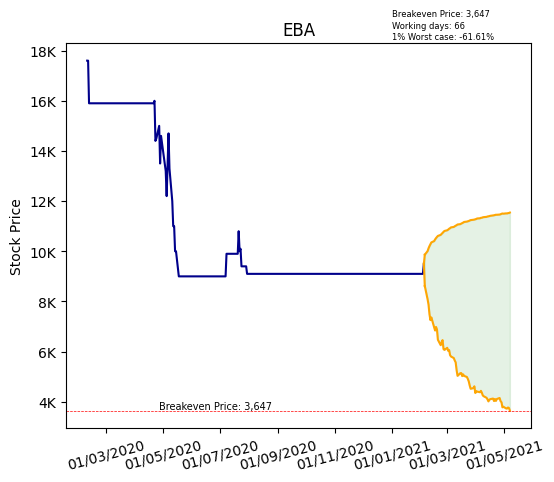 Breakeven Price: 3,647
Working days: 66
1% Worst case: -61.61%
EBA
18K
16K
14K
12K
10K
8K
6K
4K
Stock Price
Breakeven Price: 3,647
01/03/2020
01/05/2020
01/07/2020
01/09/2020
01/11/2020
01/01/2021
01/03/2021
01/05/2021